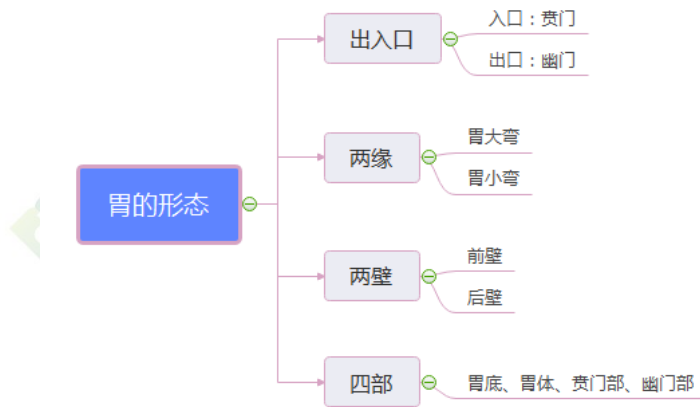 胃的形态
出入口
入口：贲门
出口：幽门
两缘
胃大弯
胃小弯
两壁
前壁
后壁
四部
胃底、胃体、贲门部、幽门部